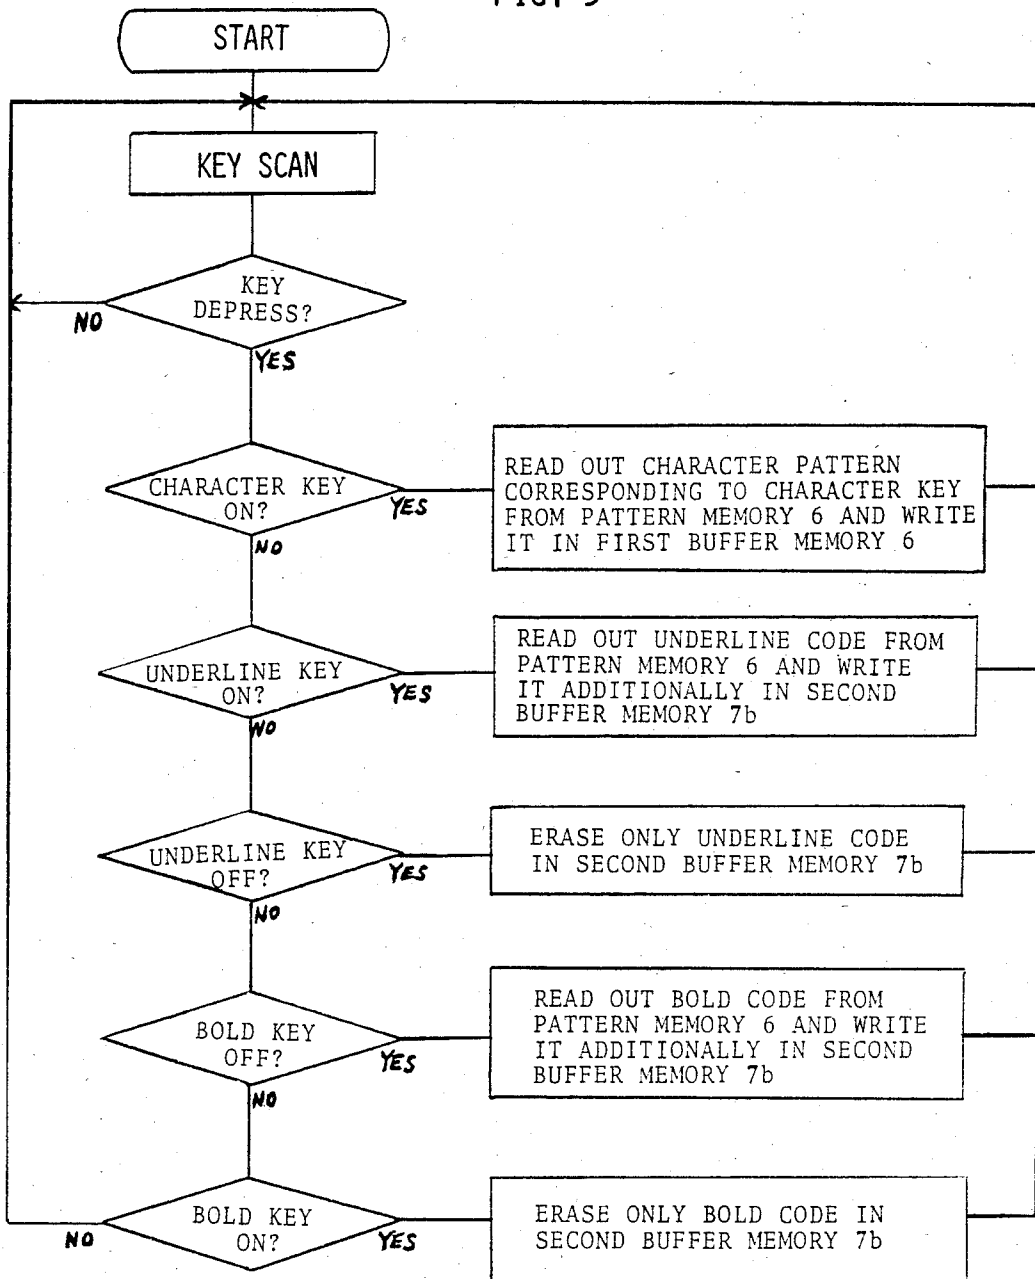 FIG. 5
START
KEY SCAN
KEY
DEPRESS?
NO
YES
CHARACTER KEY
ON?
YES
NO
READ OUT CHARACTER PATTERN
CORRESPONDING TO CHARACTER KEY
FROM PATTERN MEMORY 6 AND WRITE
IT IN FIRST BUFFER MEMORY 6
UNDERLINE KEY
ON?
YES
NO
READ OUT UNDERLINE CODE FROM
PATTERN MEMORY 6 AND WRITE
IT ADDITIONALLY IN SECOND
BUFFER MEMORY 7b
UNDERLINE KEY
OFF?
YES
NO
ERASE ONLY UNDERLINE CODE
IN SECOND BUFFER MEMORY 7b
BOLD KEY
OFF?
YES
NO
READ OUT BOLD CODE FROM
PATTERN MEMORY 6 AND WRITE
IT ADDITIONALLY IN SECOND
BUFFER MEMORY 7b
BOLD KEY
ON?
NO
YES
ERASE ONLY BOLD CODE IN
SECOND BUFFER MEMORY 7b